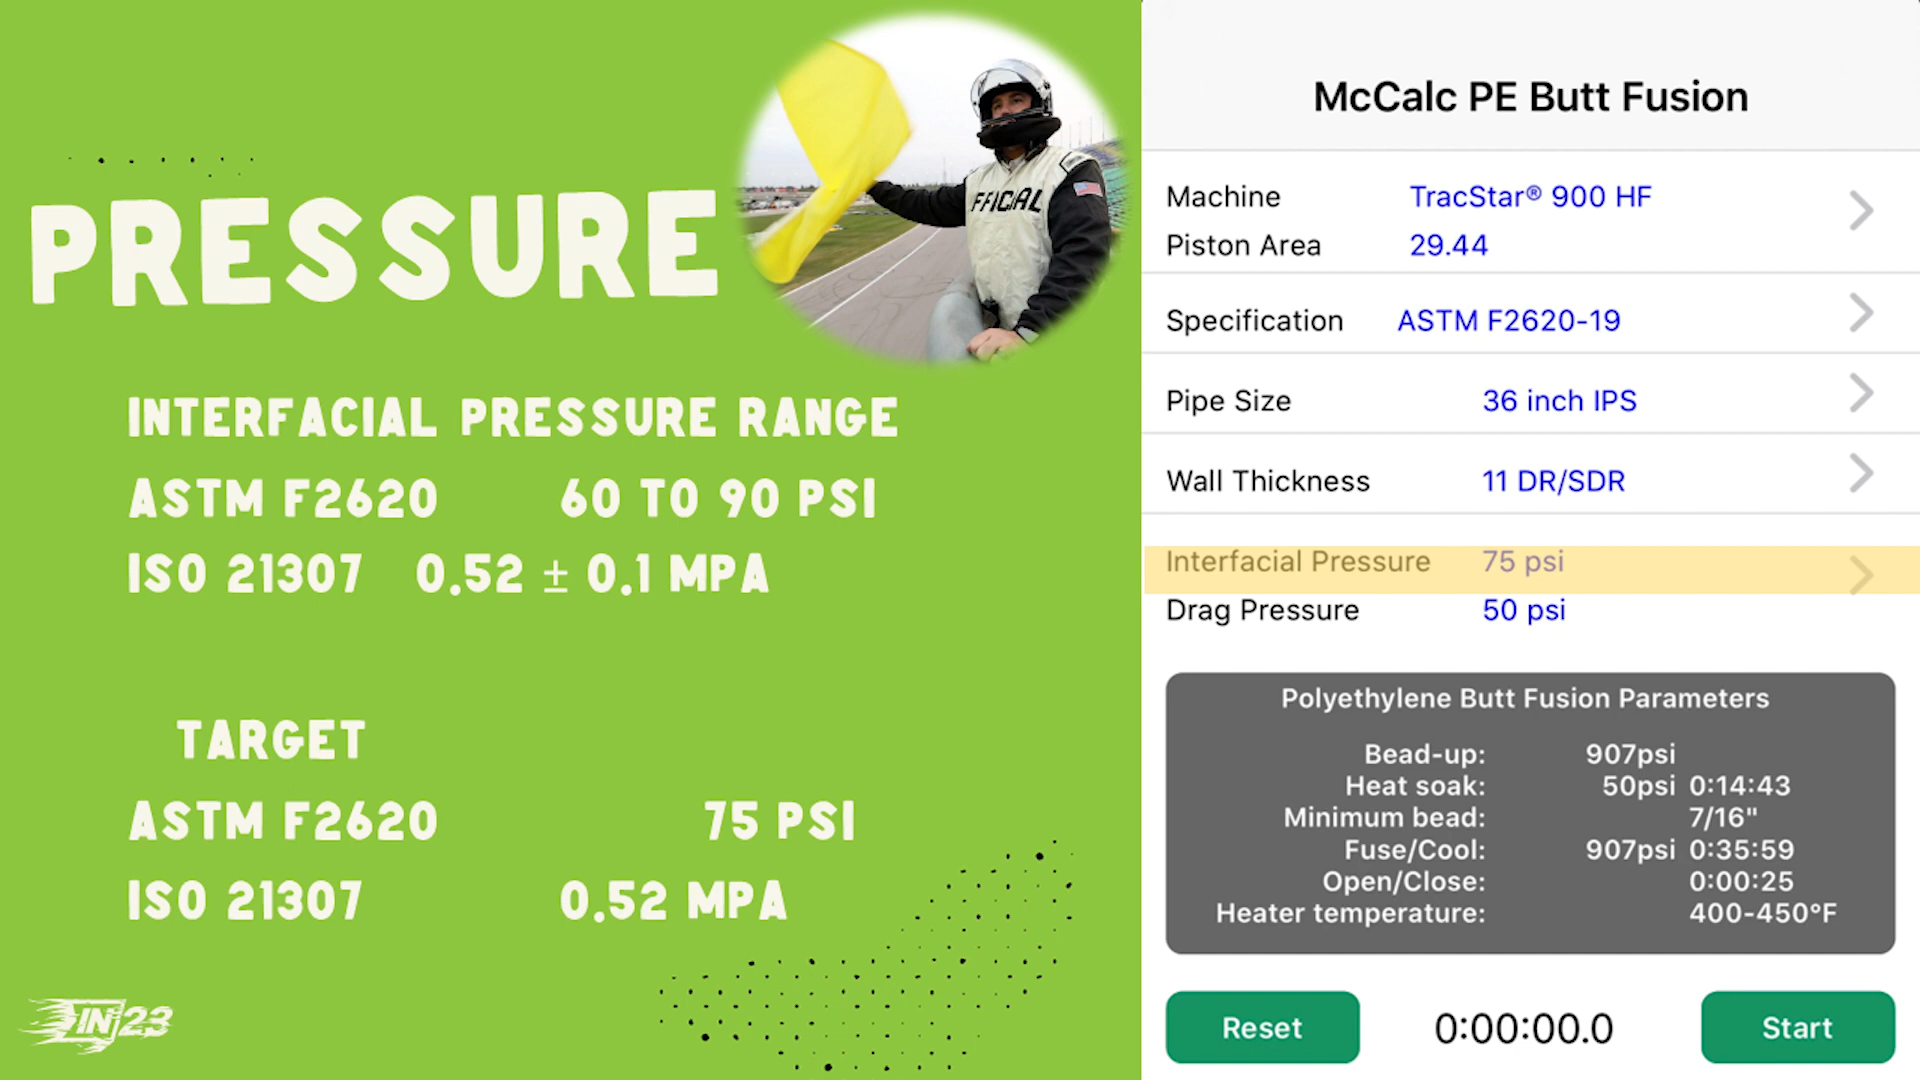 PRESSURE
FFICIAL
INTERFACIAL PRESSURE RANGE
ASTM F2620 60 TO 90 PSI
ISO 21307 0.52 ± 0.1 MPA
TARGET
ASTM F2620 75 PSI
ISO 21307 0.52 MPA
IN23
McCalc PE Butt Fusion
Machine TracStar® 900 HF
Piston Area 29.44
Specification ASTM F2620-19
Pipe Size 36 inch IPS
Wall Thickness 11 DR/SDR
Interfacial Pressure 75 psi
Drag Pressure 50 psi
Polyethylene Butt Fusion Parameters
Bead-up: 907psi
Heat soak: 50psi 0:14:43
Minimum bead: 7/16"
Fuse/Cool: 907psi 0:35:59
Open/Close: 0:00:25
Heater temperature: 400-450°F
Reset 0:00:00.0 Start